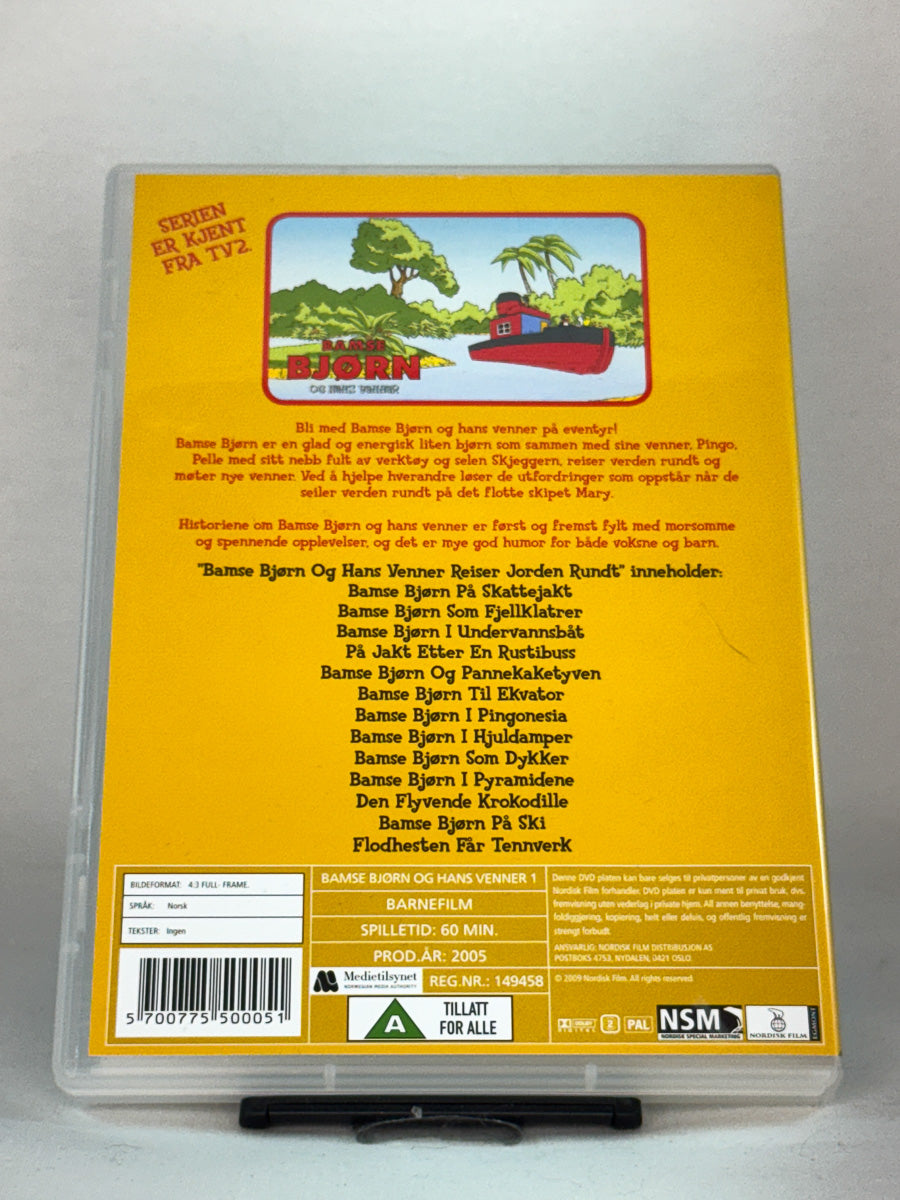 SERIEN
ER KJENT
FRA TV2.
BAMSE
BJØRN
OG HANS VENNER
Bli med Bamse Bjørn og hans venner på eventyr!
Bamse Bjørn er en glad og energisk liten bjørn som sammen med sine venner, Pingo,
Pelle med sitt nebb fult av verktøy og selen Skjeggern, reiser verden rundt og
møter nye venner. Ved å hjelpe hverandre løser de utfordringer som oppstår når de
seiler verden rundt på det flotte skipet Mary.
Historiene om Bamse Bjørn og hans venner er først og fremst fylt med morsomme
og spennende opplevelser, og det er mye god humor for både voksne og barn.
"Bamse Bjørn Og Hans Venner Reiser Jorden Rundt" inneholder:
Bamse Bjørn På Skattejakt
Bamse Bjørn Som Fjellklatrer
Bamse Bjørn I Undervannsbåt
På Jakt Etter En Rustibuss
Bamse Bjørn Og Pannekaketyven
Bamse Bjørn Til Ekvator
Bamse Bjørn I Pingonesia
Bamse Bjørn I Hjuldamper
Bamse Bjørn Som Dykker
Bamse Bjørn I Pyramidene
Den Flyvende Krokodille
Bamse Bjørn På Ski
Flodhesten Får Tennverk
BILDEFORMAT: 4:3 FULL- FRAME.
SPRÅK: Norsk
TEKSTER: Ingen
5 700775 500051
BAMSE BJØRN OG HANS VENNER 1
BARNEFILM
SPILLETID: 60 MIN.
PROD.ÅR: 2005
Medietilsynet
NORWEGIAN MEDIA AUTHORITY
REG.NR.: 149458
A
TILLATT
FOR ALLE
Denne DVD platen kan bare selges til privatpersoner av en godkjent
Nordisk Film forhandler. DVD platen er kun ment til privat bruk, dvs.
fremvisning uten vederlag i private hjem. All annen benyttelse, mang-
foldiggjøring, kopiering, helt eller delvis, og offentlig fremvisning er
strengt forbudt.
ANSVARLIG: NORDISK FILM DISTRIBUSJON AS
POSTBOKS 4753, NYDALEN, 0421 OSLO.
© 2009 Nordisk Film. All rights reserved.
DOLBY
DIGITAL
2
PAL
NSM
NORDISK SPECIAL MARKETING
NORDISK FILM
EGMONT